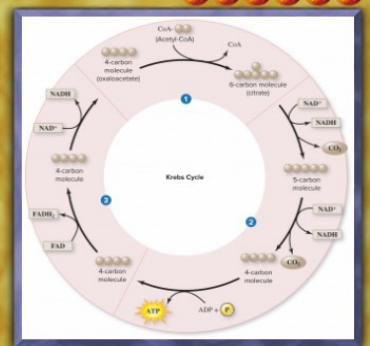 CoA-
(Acetyl-CoA)
CoA
4-carbon
molecule
(oxaloacetate)
6-carbon molecule
(citrate)
1
NADH
NAD⁺
NAD⁺
NADH
CO₂
4-carbon
molecule
5-carbon
molecule
Krebs Cycle
3
2
FADH₂
FAD
NAD⁺
NADH
CO₂
4-carbon
molecule
4-carbon
molecule
ATP
ADP + P